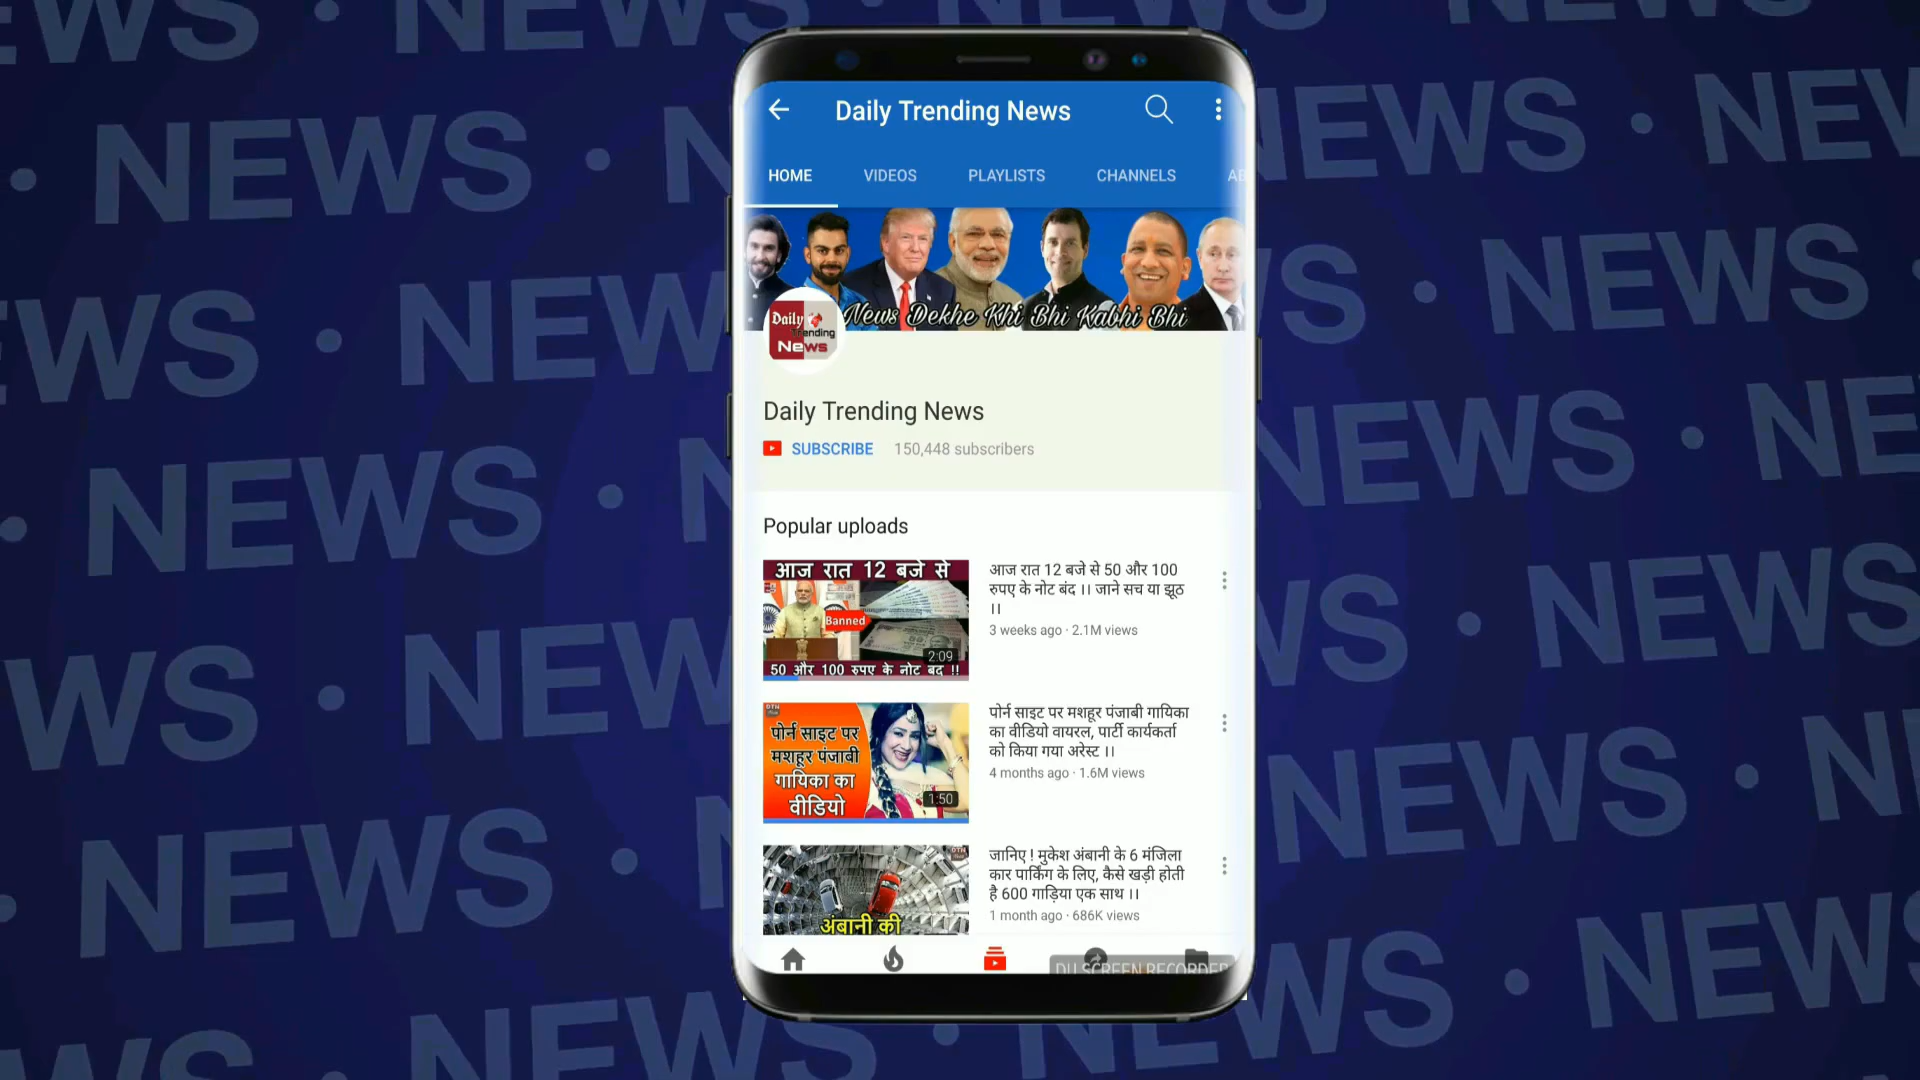 Daily Trending News
HOME VIDEOS PLAYLISTS CHANNELS
News Dekhe Khi Bhi Kabhi Bhi
Daily
Trending
News
Daily Trending News
SUBSCRIBE 150,448 subscribers
Popular uploads
आज रात 12 बजे से
Banned
2:09
50 और 100 रुपए के नोट बंद !!
आज रात 12 बजे से 50 और 100
रुपए के नोट बंद ।। जाने सच या झूठ
।।
3 weeks ago · 2.1M views
DTN
पोर्न साइट पर
मशहूर पंजाबी
गायिका का
वीडियो
1:50
पोर्न साइट पर मशहूर पंजाबी गायिका
का वीडियो वायरल, पार्टी कार्यकर्ता
को किया गया अरेस्ट ।।
4 months ago · 1.6M views
DTN
अंबानी की
जानिए ! मुकेश अंबानी के 6 मंजिला
कार पार्किंग के लिए, कैसे खड़ी होती
है 600 गाड़िया एक साथ ।।
1 month ago · 686K views
DU SCREEN RECORDER
NEWS • NEWS • NEWS